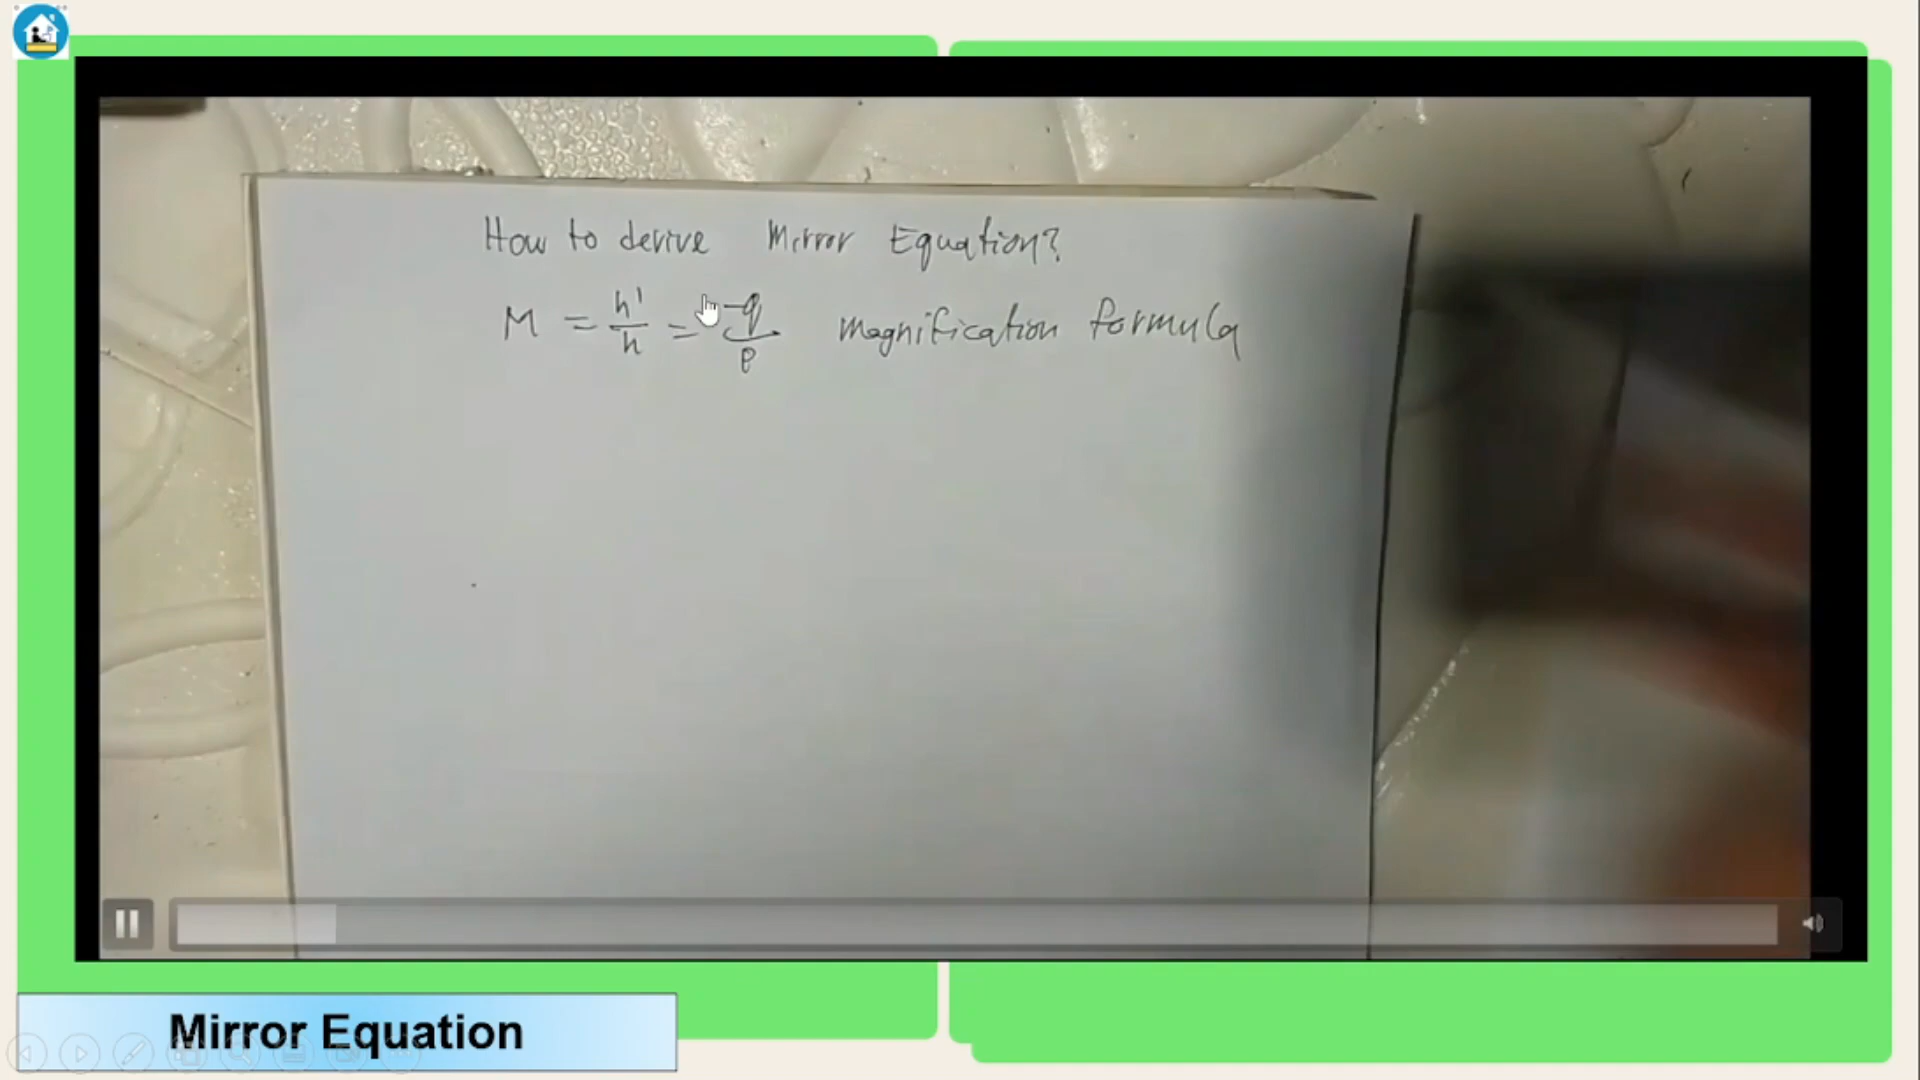 How to derive Mirror Equation?
M = h'/h = -q/p magnification formula
Mirror Equation